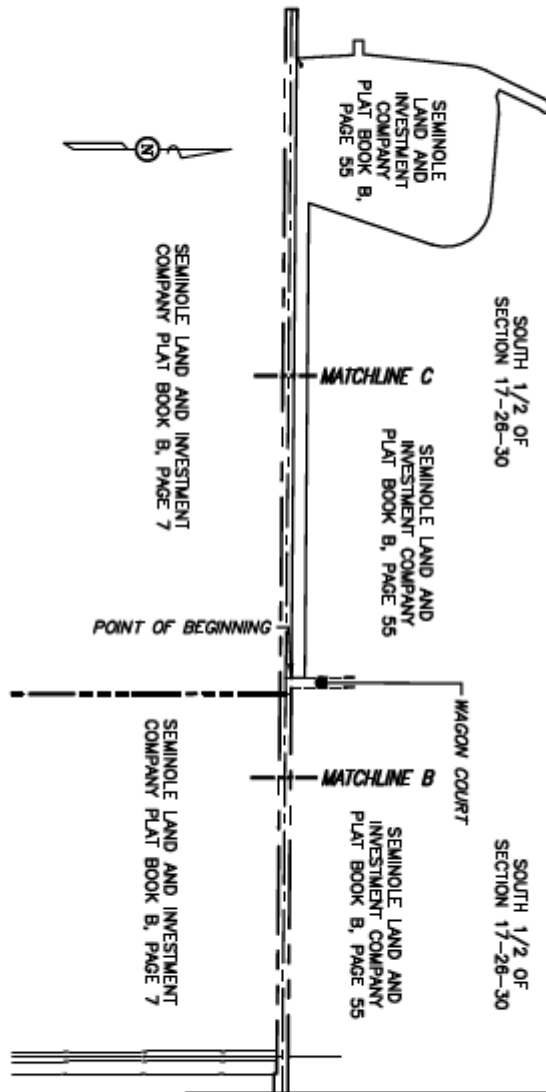 SEMINOLE
LAND AND
INVESTMENT
COMPANY
PLAT BOOK B,
PAGE 55
N
SOUTH 1/2 OF
SECTION 17-26-30
SEMINOLE LAND AND INVESTMENT
COMPANY PLAT BOOK B, PAGE 7
MATCHLINE C
SEMINOLE LAND AND
INVESTMENT COMPANY
PLAT BOOK B, PAGE 55
POINT OF BEGINNING
WAGON COURT
MATCHLINE B
SEMINOLE LAND AND INVESTMENT
COMPANY PLAT BOOK B, PAGE 7
SEMINOLE LAND AND
INVESTMENT COMPANY
PLAT BOOK B, PAGE 55
SOUTH 1/2 OF
SECTION 17-26-30